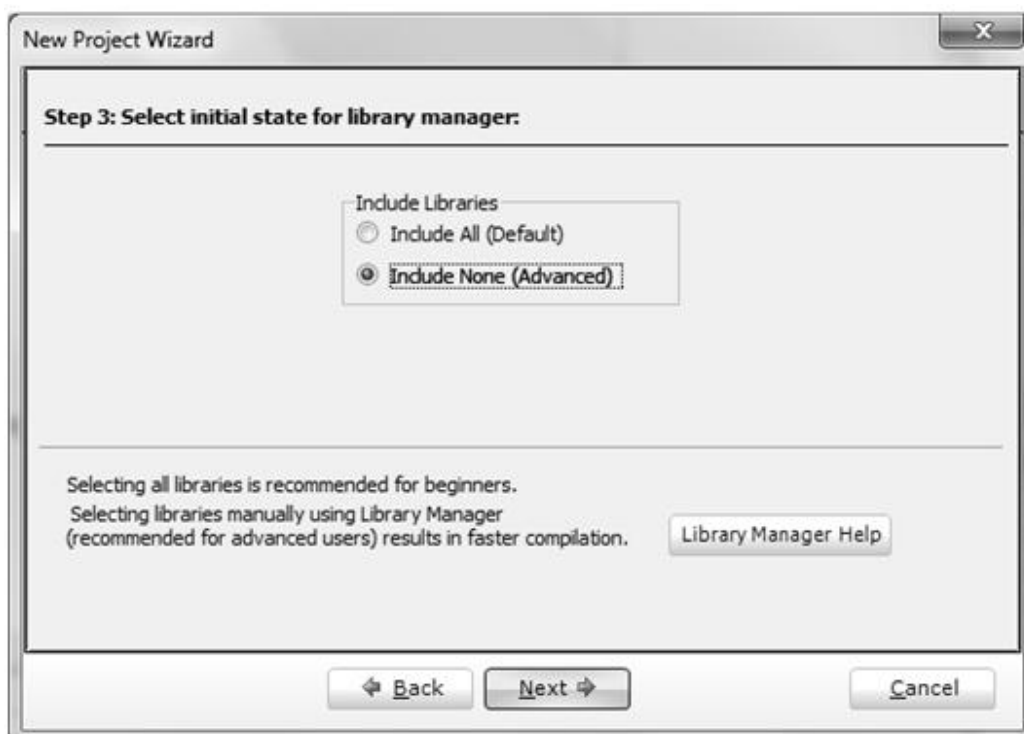 New Project Wizard
Step 3: Select initial state for library manager:
Include Libraries
Include All (Default)
Include None (Advanced)
Selecting all libraries is recommended for beginners.
Selecting libraries manually using Library Manager
(recommended for advanced users) results in faster compilation.
Library Manager Help
Back
Next
Cancel